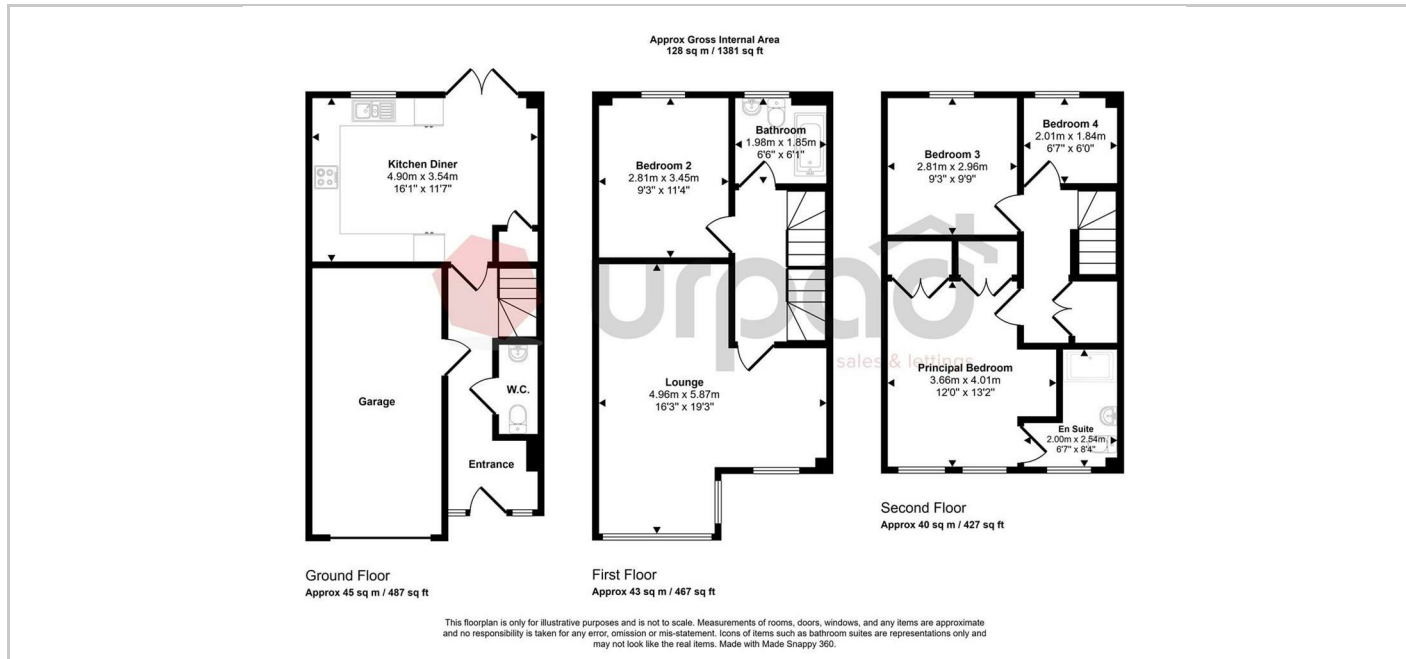 Approx Gross Internal Area
128 sq m / 1381 sq ft
Kitchen Diner
4.90m x 3.54m
16'1" x 11'7"
Garage
W.C.
Entrance
Ground Floor
Approx 45 sq m / 487 sq ft
Bedroom 2
2.81m x 3.45m
9'3" x 11'4"
Bathroom
1.98m x 1.85m
6'6" x 6'1"
Lounge
4.96m x 5.87m
16'3" x 19'3"
First Floor
Approx 43 sq m / 467 sq ft
Bedroom 3
2.81m x 2.96m
9'3" x 9'9"
Bedroom 4
2.01m x 1.84m
6'7" x 6'0"
Principal Bedroom
3.66m x 4.01m
12'0" x 13'2"
En Suite
2.00m x 2.54m
6'7" x 8'4"
Second Floor
Approx 40 sq m / 427 sq ft
urpad
sales & lettings
This floorplan is only for illustrative purposes and is not to scale. Measurements of rooms, doors, windows, and any items are approximate
and no responsibility is taken for any error, omission or mis-statement. Icons of items such as bathroom suites are representations only and
may not look like the real items. Made with Made Snappy 360.